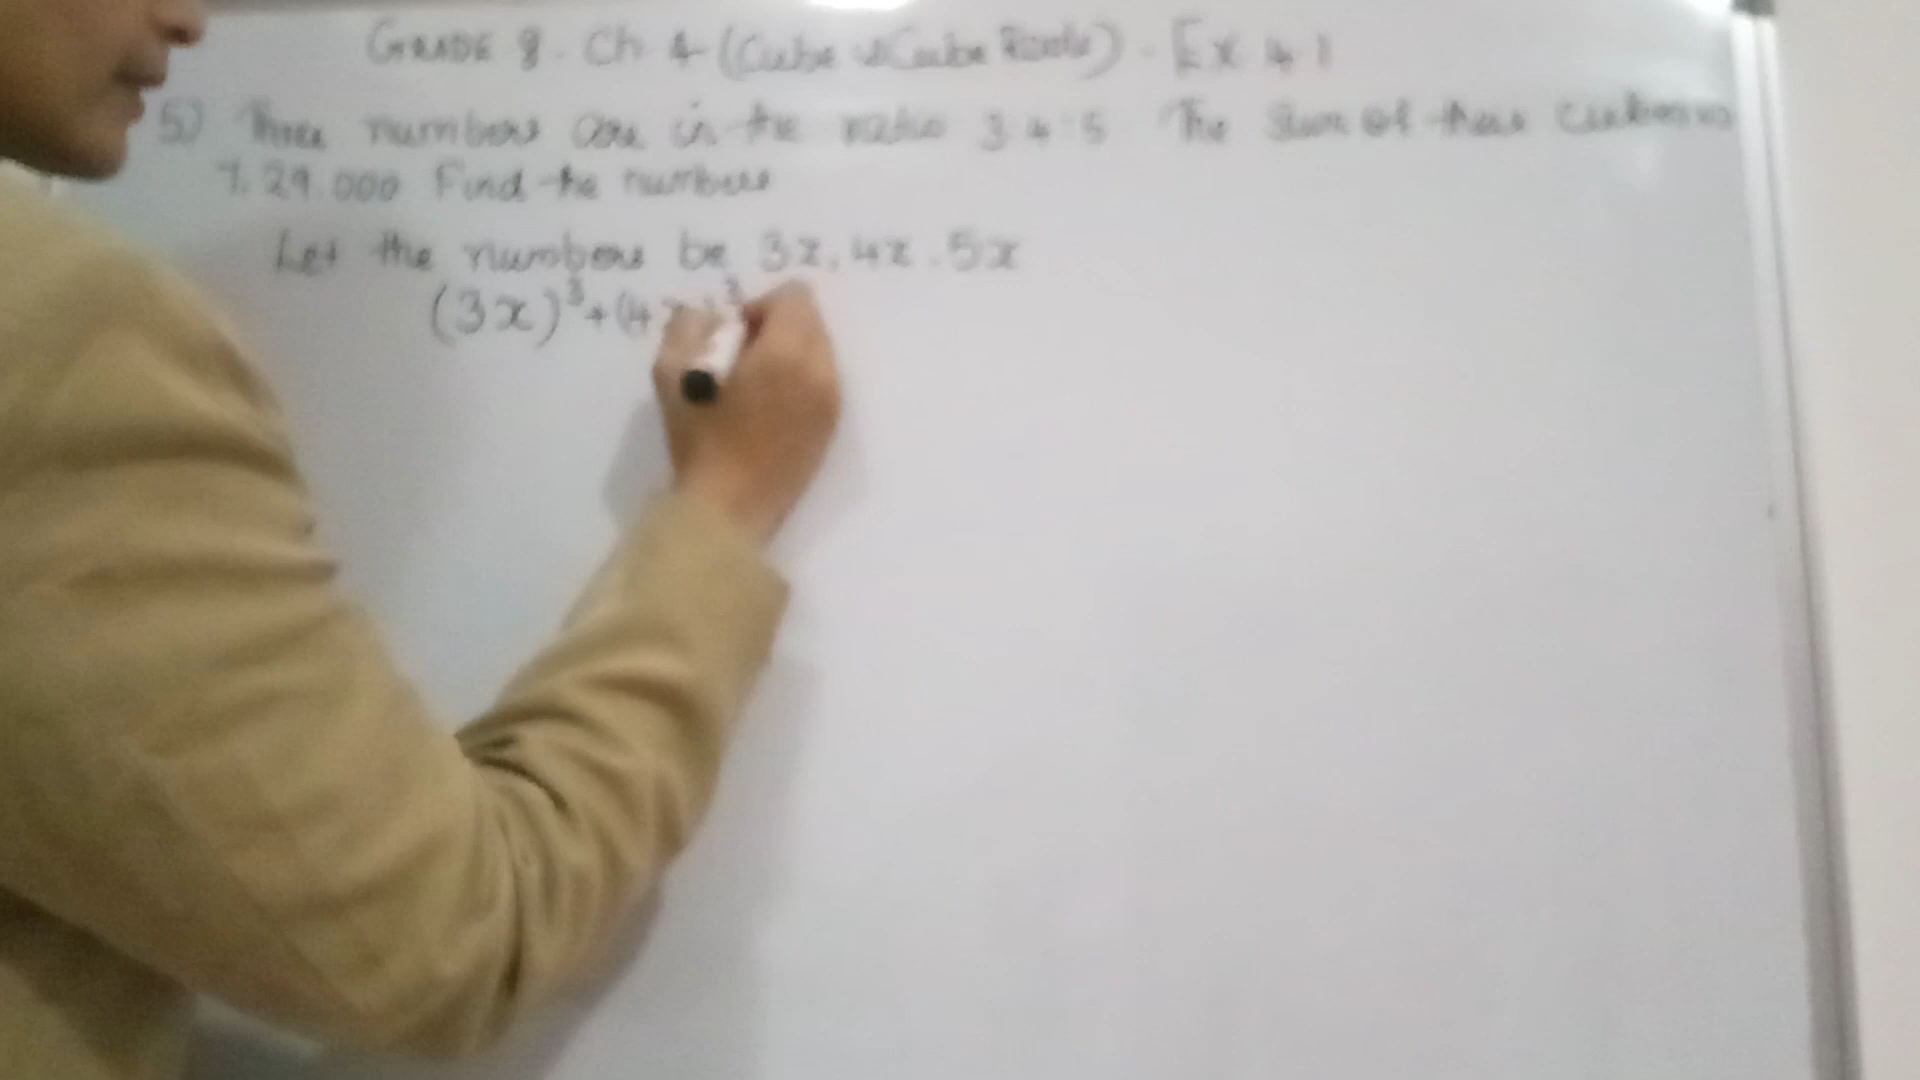 GRADE 8. Ch 4 (Cube & Cube Roots) - Ex 4.1
5) Three numbers are in the ratio 3:4:5 The Sum of their cubes is
7,29,000 Find the numbers
Let the numbers be 3x, 4x, 5x
(3x)³+(4x)³